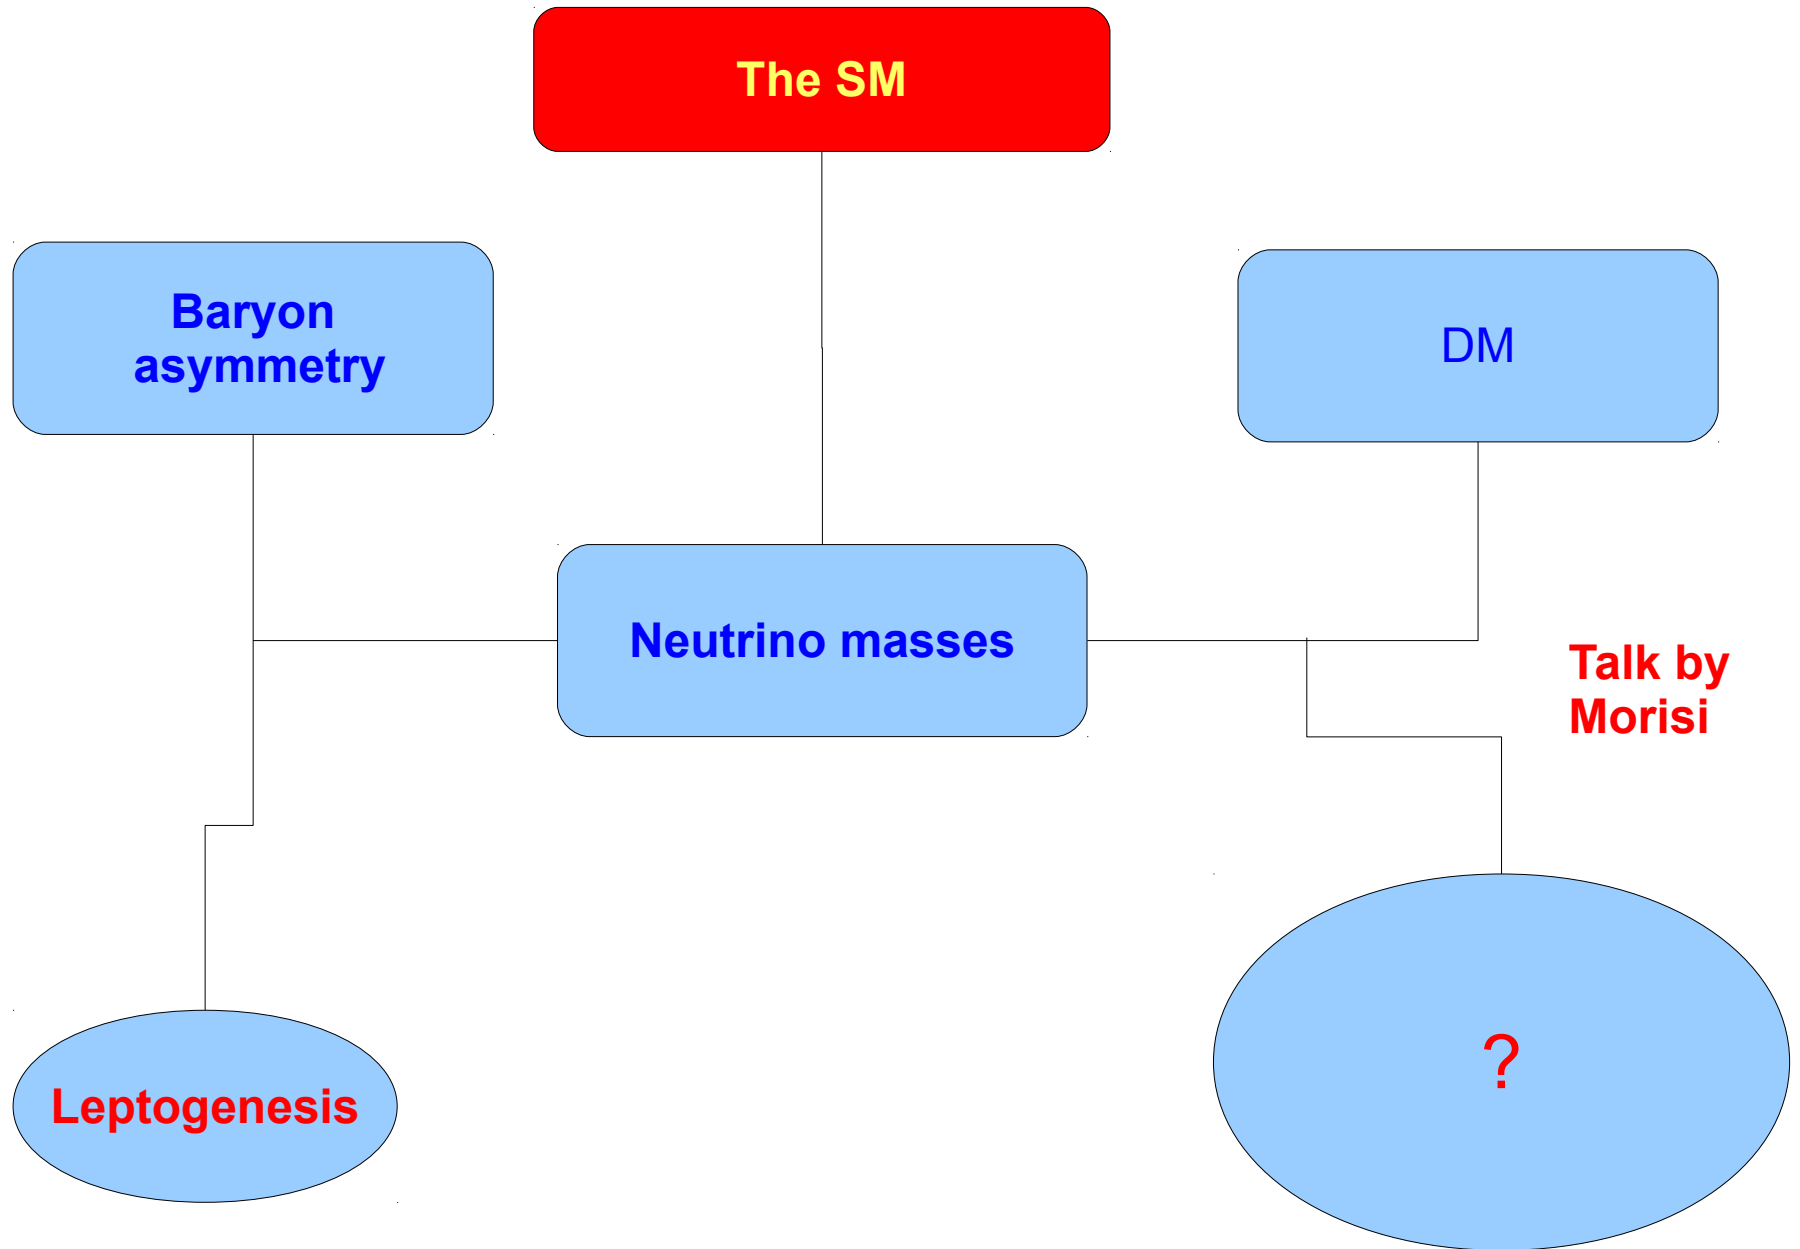 The SM
Baryon
asymmetry
DM
Neutrino masses
Talk by
Morisi
?
Leptogenesis